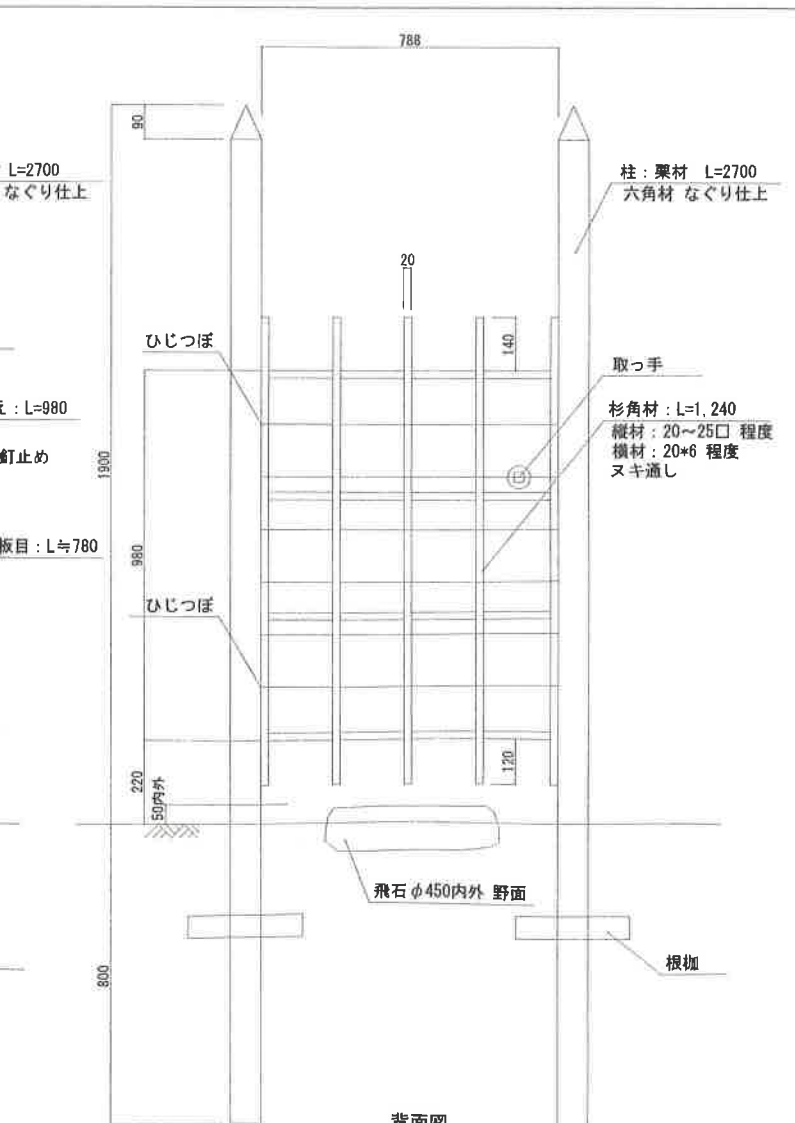 788
90
L=2700
なぐり仕上
柱：栗材 L=2700
六角材 なぐり仕上
20
ひじつぼ
140
取っ手
：L=980
杉角材：L=1,240
縦材：20～25口 程度
横材：20*6 程度
ヌキ通し
釘止め
1900
980
板目：L≒780
ひじつぼ
220
50内外
120
飛石φ450内外 野面
根枷
800
背面図